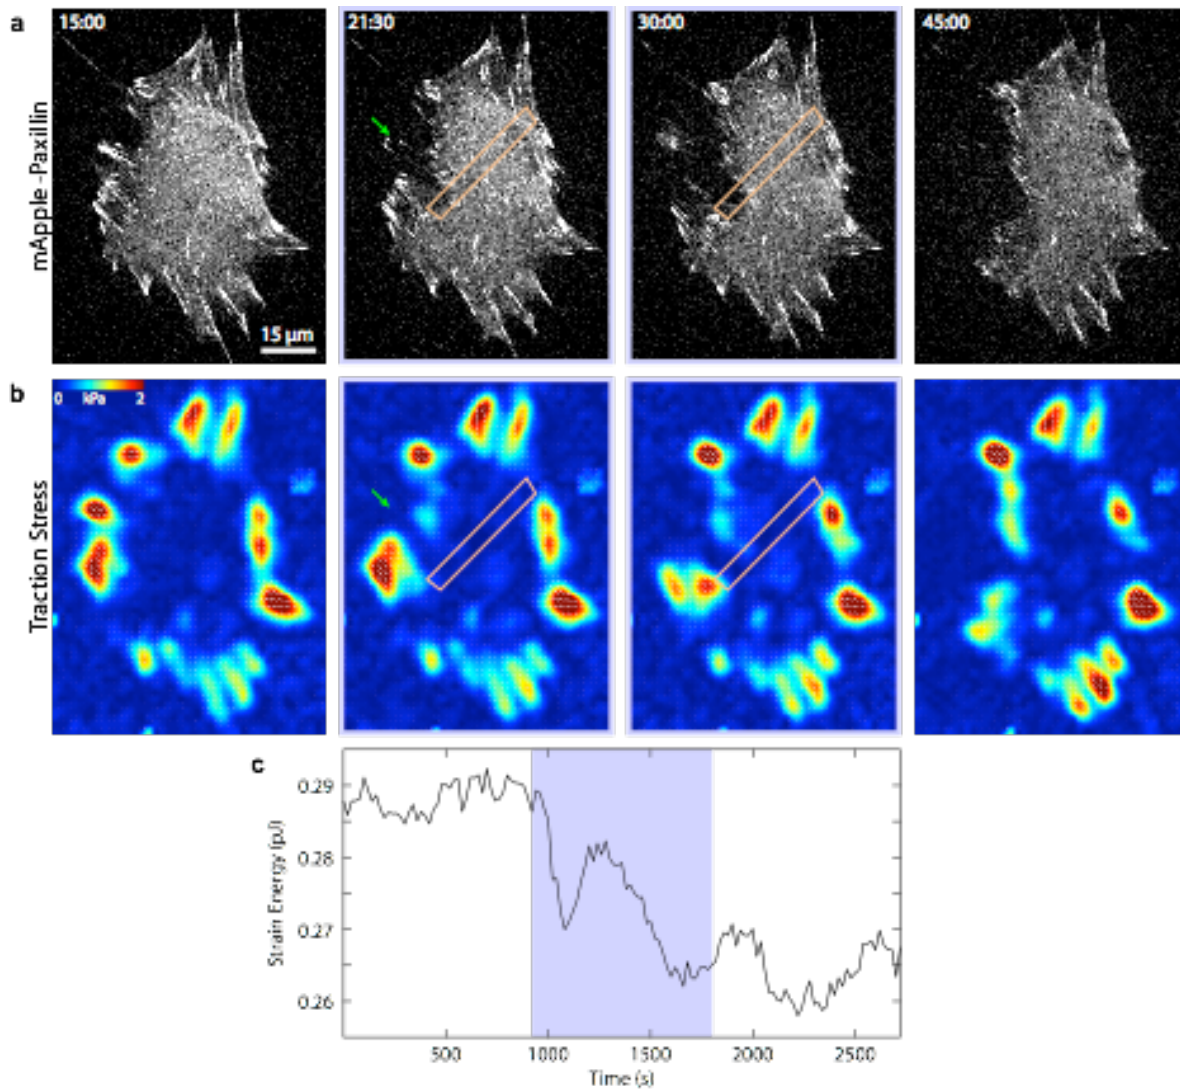 a
mApple-Paxillin
15:00
21:30
30:00
45:00
15 μm
b
Traction Stress
0 kPa 2
c
Strain Energy (pJ)
0.29
0.28
0.27
0.26
500 1000 1500 2000 2500
Time (s)